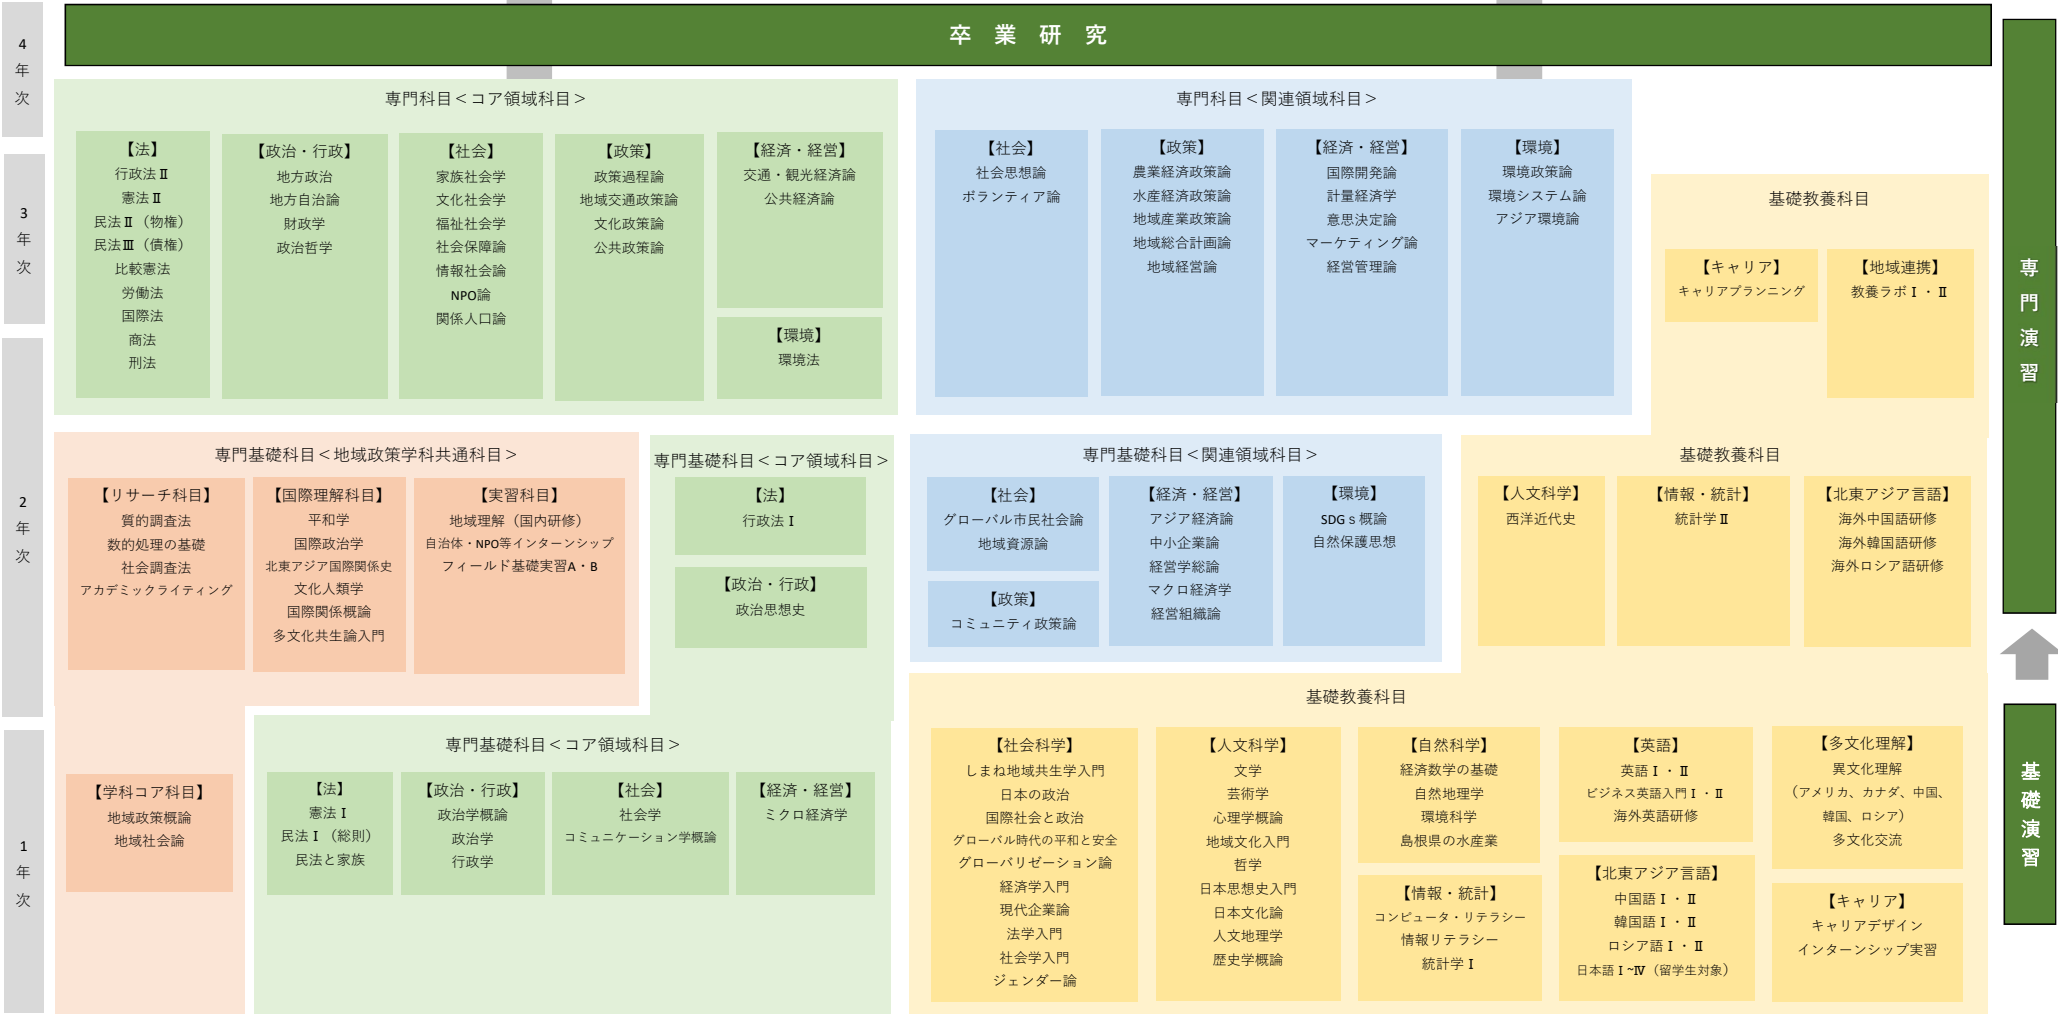 卒業研究
4年次
3年次
2年次
1年次
専門科目＜コア領域科目＞
【法】
行政法Ⅱ
憲法Ⅱ
民法Ⅱ（物権）
民法Ⅲ（債権）
比較憲法
労働法
国際法
商法
刑法
【政治・行政】
地方政治
地方自治論
財政学
政治哲学
【社会】
家族社会学
文化社会学
福祉社会学
社会保障論
情報社会論
NPO論
関係人口論
【政策】
政策過程論
地域交通政策論
文化政策論
公共政策論
【経済・経営】
交通・観光経済論
公共経済論
【環境】
環境法
専門科目＜関連領域科目＞
【社会】
社会思想論
ボランティア論
【政策】
農業経済政策論
水産経済政策論
地域産業政策論
地域総合計画論
地域経営論
【経済・経営】
国際開発論
計量経済学
意思決定論
マーケティング論
経営管理論
【環境】
環境政策論
環境システム論
アジア環境論
基礎教養科目
【キャリア】
キャリアプランニング
【地域連携】
教養ラボⅠ・Ⅱ
専門演習
専門基礎科目＜地域政策学科共通科目＞
【リサーチ科目】
質的調査法
数的処理の基礎
社会調査法
アカデミックライティング
【国際理解科目】
平和学
国際政治学
北東アジア国際関係史
文化人類学
国際関係概論
多文化共生論入門
【実習科目】
地域理解（国内研修）
自治体・NPO等インターンシップ
フィールド基礎実習A・B
専門基礎科目＜コア領域科目＞
【法】
行政法Ⅰ
【政治・行政】
政治思想史
専門基礎科目＜関連領域科目＞
【社会】
グローバル市民社会論
地域資源論
【政策】
コミュニティ政策論
【経済・経営】
アジア経済論
中小企業論
経営学総論
マクロ経済学
経営組織論
【環境】
SDGｓ概論
自然保護思想
基礎教養科目
【人文科学】
西洋近代史
【情報・統計】
統計学Ⅱ
【北東アジア言語】
海外中国語研修
海外韓国語研修
海外ロシア語研修
【学科コア科目】
地域政策概論
地域社会論
専門基礎科目＜コア領域科目＞
【法】
憲法Ⅰ
民法Ⅰ（総則）
民法と家族
【政治・行政】
政治学概論
政治学
行政学
【社会】
社会学
コミュニケーション学概論
【経済・経営】
ミクロ経済学
基礎教養科目
【社会科学】
しまね地域共生学入門
日本の政治
国際社会と政治
グローバル時代の平和と安全
グローバリゼーション論
経済学入門
現代企業論
法学入門
社会学入門
ジェンダー論
【人文科学】
文学
芸術学
心理学概論
地域文化入門
哲学
日本思想史入門
日本文化論
人文地理学
歴史学概論
【自然科学】
経済数学の基礎
自然地理学
環境科学
島根県の水産業
【情報・統計】
コンピュータ・リテラシー
情報リテラシー
統計学Ⅰ
【英語】
英語Ⅰ・Ⅱ
ビジネス英語入門Ⅰ・Ⅱ
海外英語研修
【北東アジア言語】
中国語Ⅰ・Ⅱ
韓国語Ⅰ・Ⅱ
ロシア語Ⅰ・Ⅱ
日本語Ⅰ~Ⅳ（留学生対象）
【多文化理解】
異文化理解
（アメリカ、カナダ、中国、
韓国、ロシア）
多文化交流
【キャリア】
キャリアデザイン
インターンシップ実習
基礎演習